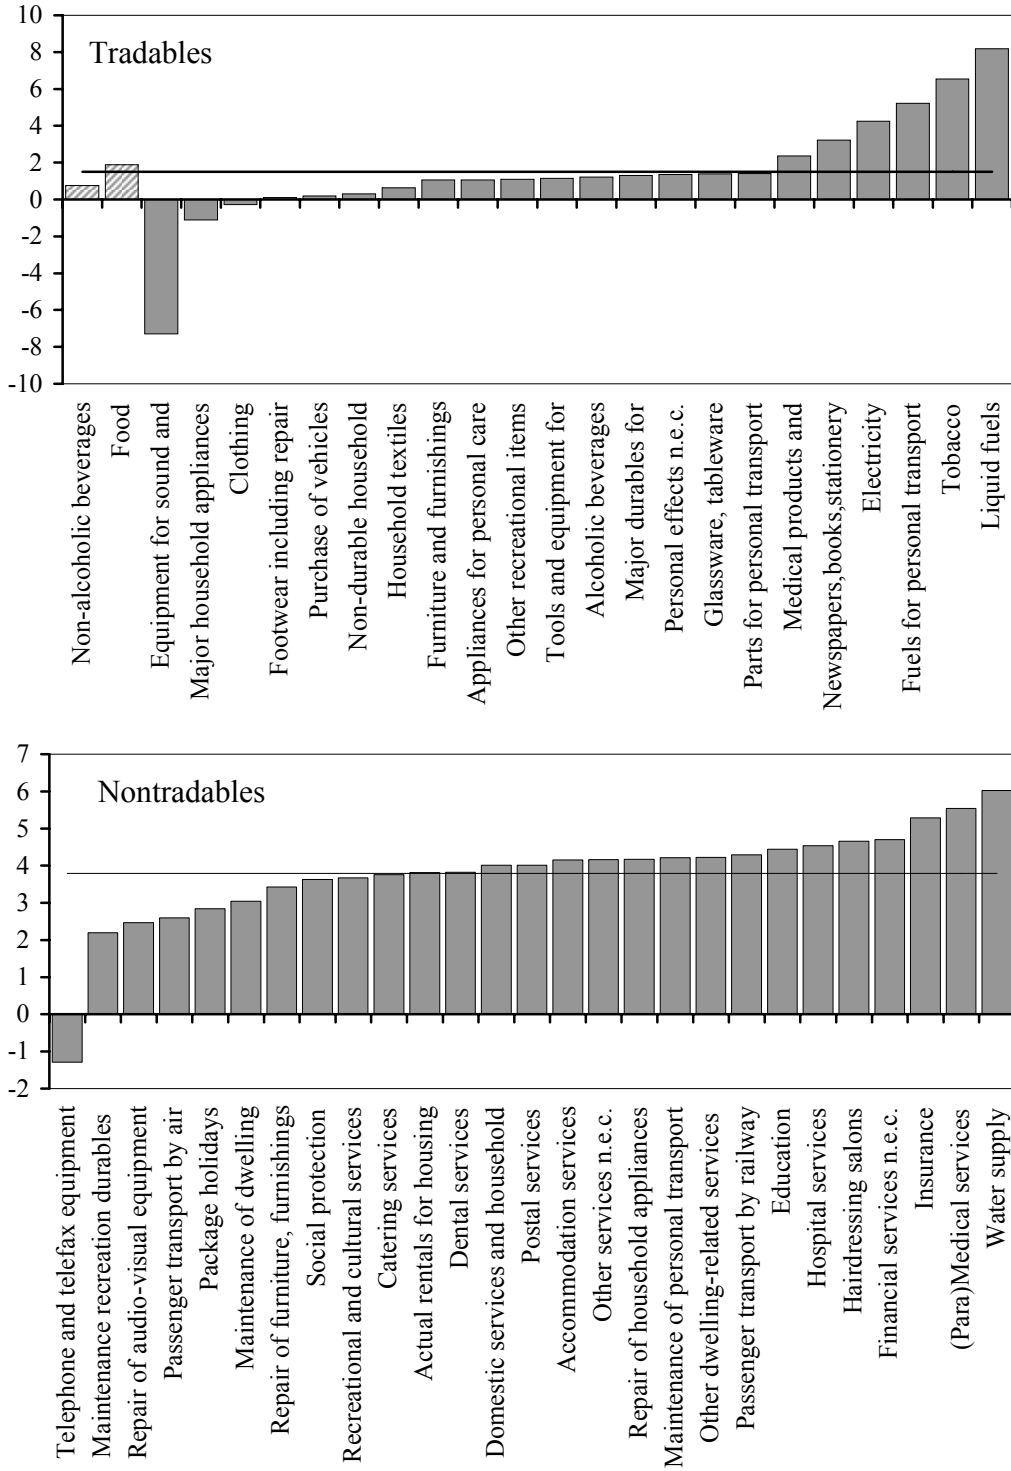 10
8
6
4
2
0
-2
-4
-6
-8
-10
Tradables
Non-alcoholic beverages
Food
Equipment for sound and
Major household appliances
Clothing
Footwear including repair
Purchase of vehicles
Non-durable household
Household textiles
Furniture and furnishings
Appliances for personal care
Other recreational items
Tools and equipment for
Alcoholic beverages
Major durables for
Personal effects n.e.c.
Glassware, tableware
Parts for personal transport
Medical products and
Newspapers,books,stationery
Electricity
Fuels for personal transport
Tobacco
Liquid fuels
7
6
5
4
3
2
1
0
-1
-2
Nontradables
Telephone and telefax equipment
Maintenance recreation durables
Repair of audio-visual equipment
Passenger transport by air
Package holidays
Maintenance of dwelling
Repair of furniture, furnishings
Social protection
Recreational and cultural services
Catering services
Actual rentals for housing
Dental services
Domestic services and household
Postal services
Accommodation services
Other services n.e.c.
Repair of household appliances
Maintenance of personal transport
Other dwelling-related services
Passenger transport by railway
Education
Hospital services
Hairdressing salons
Financial services n.e.c.
Insurance
(Para)Medical services
Water supply